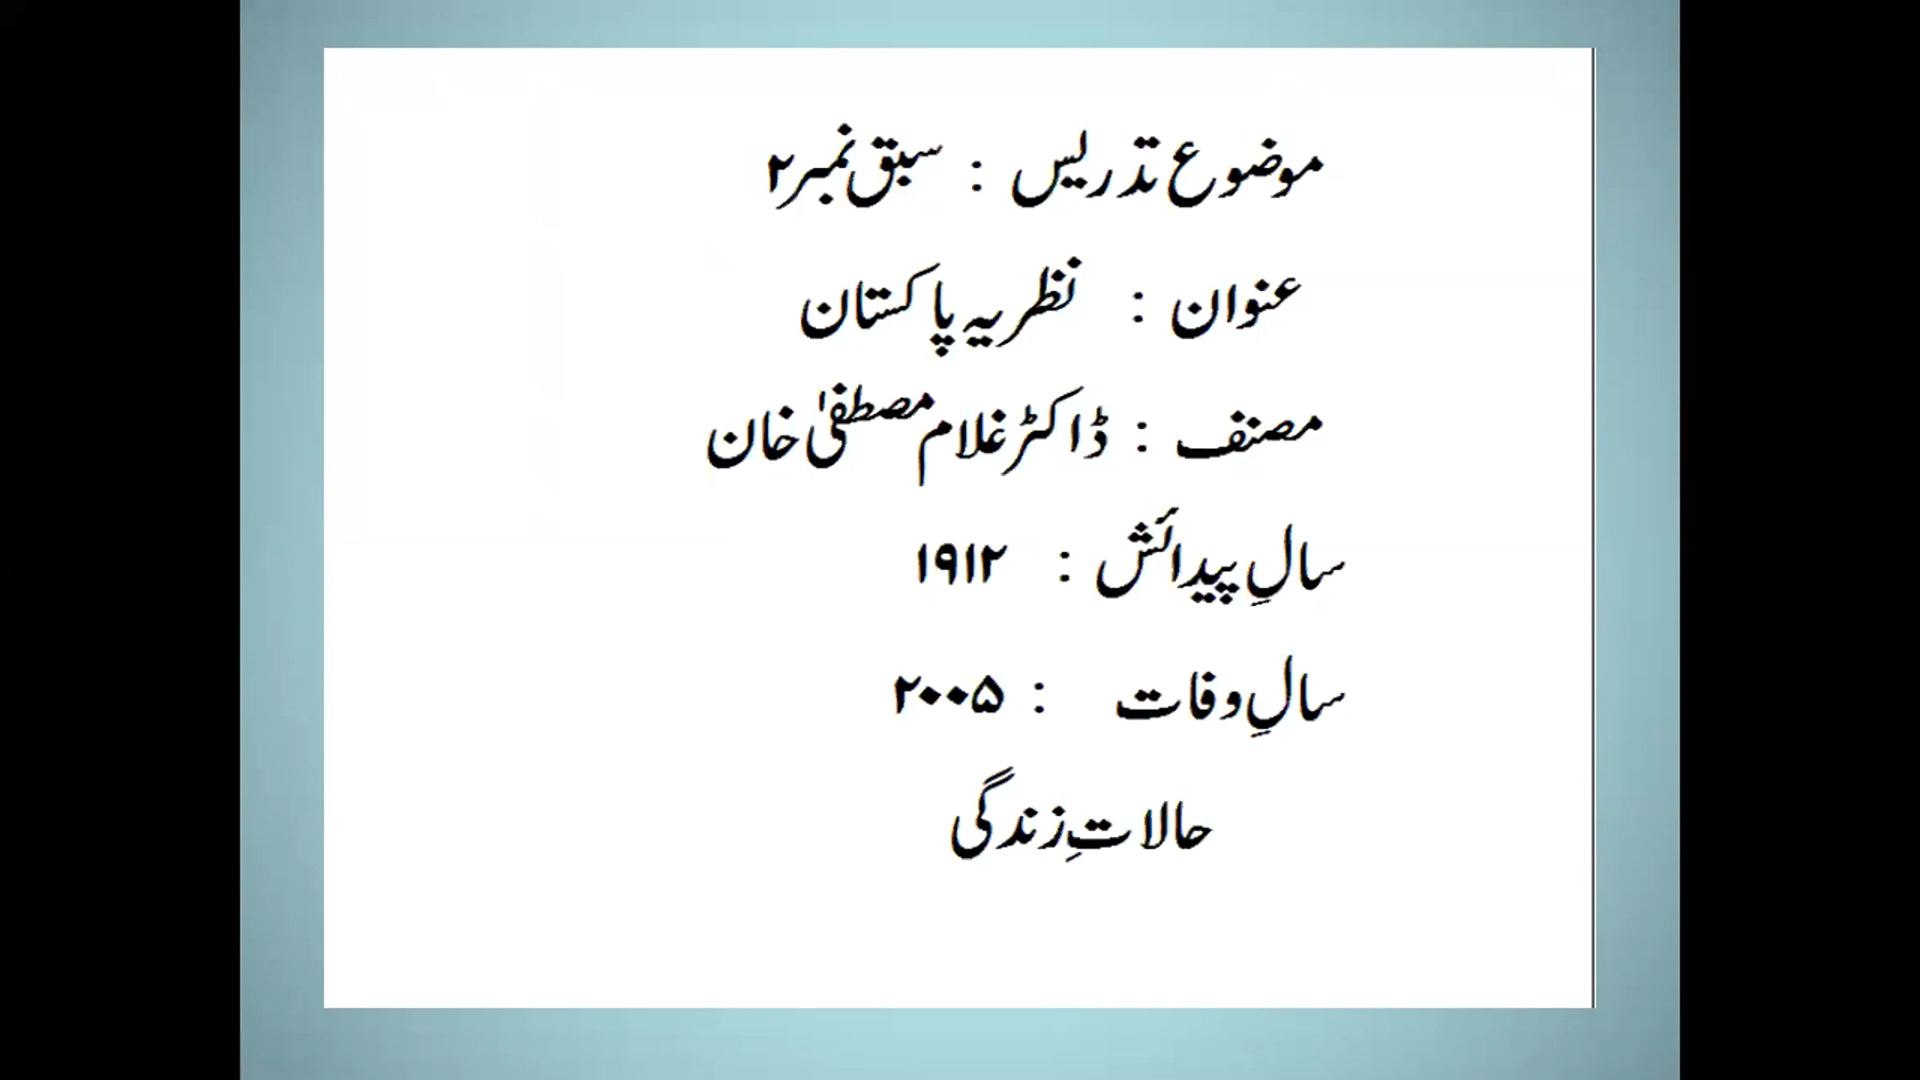 موضوع تدریس : سبق نمبر ۲
عنوان : نظریہ پاکستان
مصنف : ڈاکٹر غلام مصطفیٰ خان
سالِ پیدائش : ۱۹۱۲
سالِ وفات : ۲۰۰۵
حالاتِ زندگی